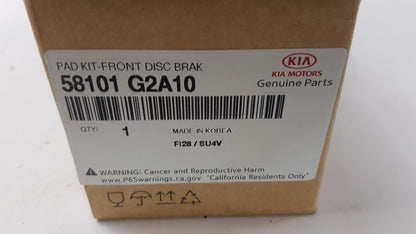 PAD KIT-FRONT DISC BRAK
58101 G2A10
KIA
KIA MOTORS
Genuine Parts
QTY: 1 MADE IN KOREA
FI28 / SU4V
WARNING: Cancer and Reproductive Harm
www.P65warnings.ca.gov 'California Residents Only'